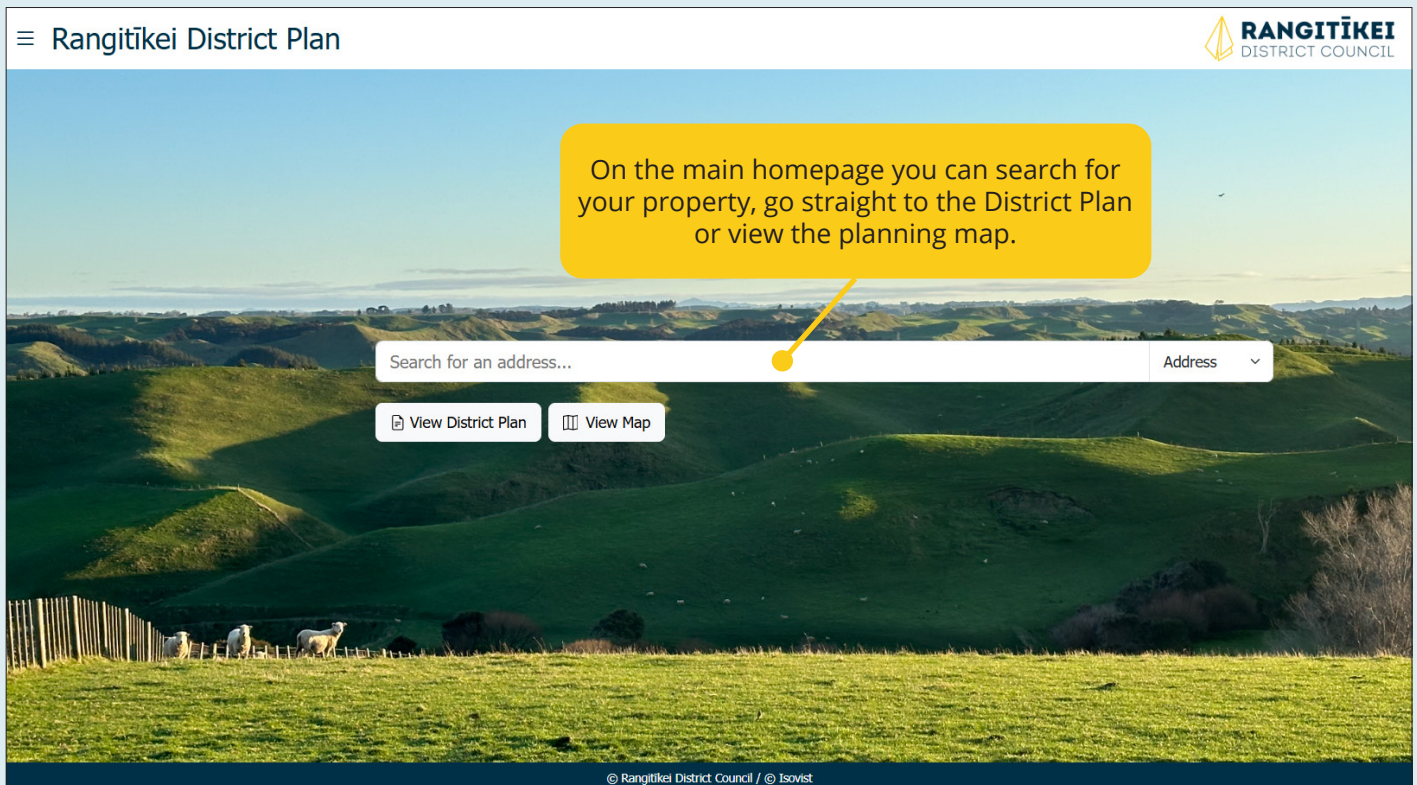 Rangitīkei District Plan
RANGITĪKEI
DISTRICT COUNCIL
On the main homepage you can search for
your property, go straight to the District Plan
or view the planning map.
Search for an address...
Address
View District Plan
View Map
© Rangitīkei District Council / © Isovist